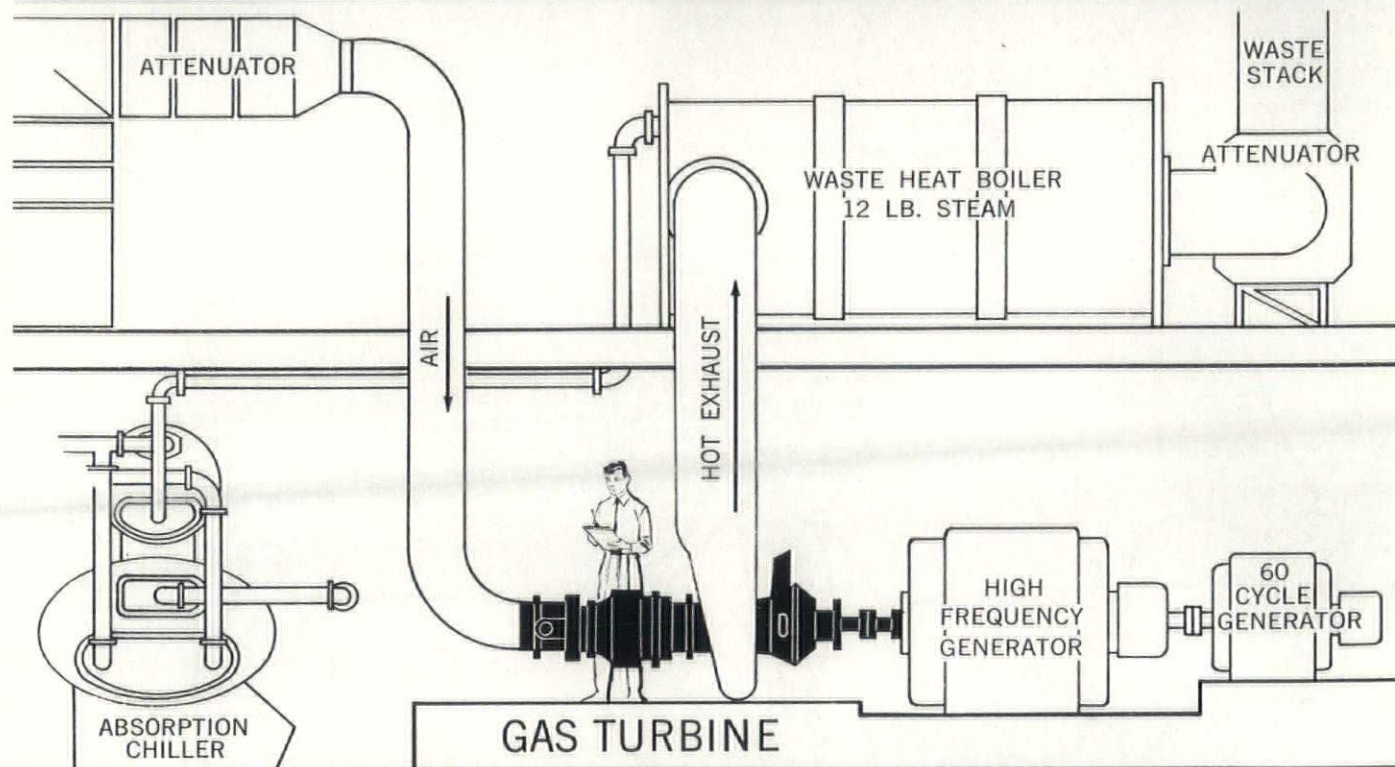 ATTENUATOR
WASTE
STACK
ATTENUATOR
WASTE HEAT BOILER
12 LB. STEAM
AIR
HOT EXHAUST
HIGH
FREQUENCY
GENERATOR
60
CYCLE
GENERATOR
ABSORPTION
CHILLER
GAS TURBINE